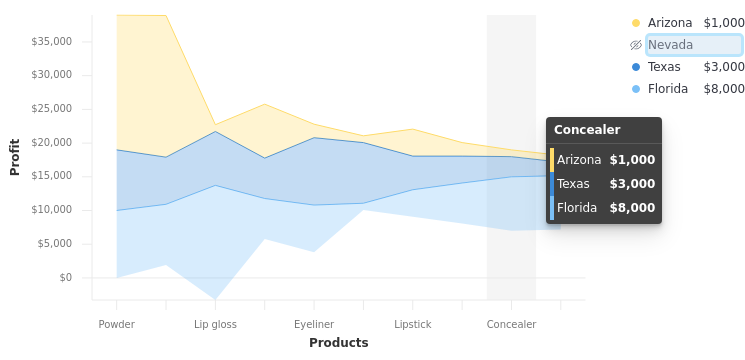 Arizona $1,000
Nevada
Texas $3,000
Florida $8,000
$35,000
$30,000
$25,000
$20,000
$15,000
$10,000
$5,000
$0
Profit
Concealer
Arizona $1,000
Texas $3,000
Florida $8,000
Powder Lip gloss Eyeliner Lipstick Concealer
Products